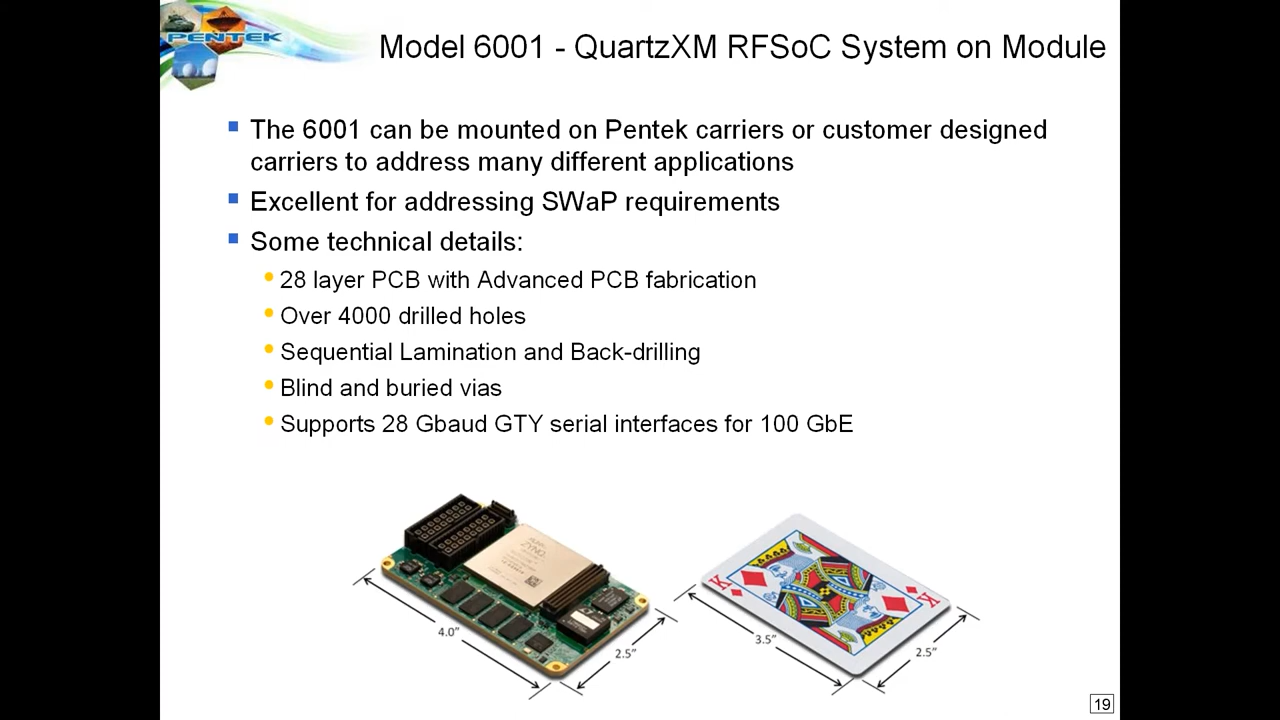 PENTEK
Model 6001 - QuartzXM RFSoC System on Module
The 6001 can be mounted on Pentek carriers or customer designed
carriers to address many different applications
Excellent for addressing SWaP requirements
Some technical details:
28 layer PCB with Advanced PCB fabrication
Over 4000 drilled holes
Sequential Lamination and Back-drilling
Blind and buried vias
Supports 28 Gbaud GTY serial interfaces for 100 GbE
ZYNQ
4.0"
2.5"
K
K
3.5"
2.5"
19